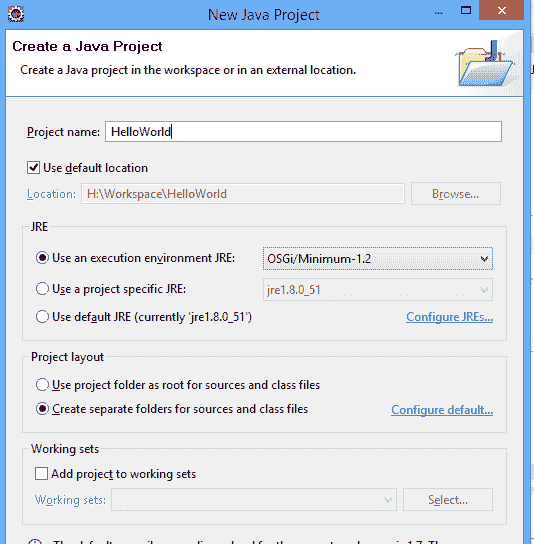 New Java Project
Create a Java Project
Create a Java project in the workspace or in an external location.
Project name: HelloWorld
Use default location
Location: H:\Workspace\HelloWorld Browse...
JRE
Use an execution environment JRE: OSGi/Minimum-1.2
Use a project specific JRE: jre1.8.0_51
Use default JRE (currently 'jre1.8.0_51') Configure JREs...
Project layout
Use project folder as root for sources and class files
Create separate folders for sources and class files Configure default...
Working sets
Add project to working sets
Working sets: Select...